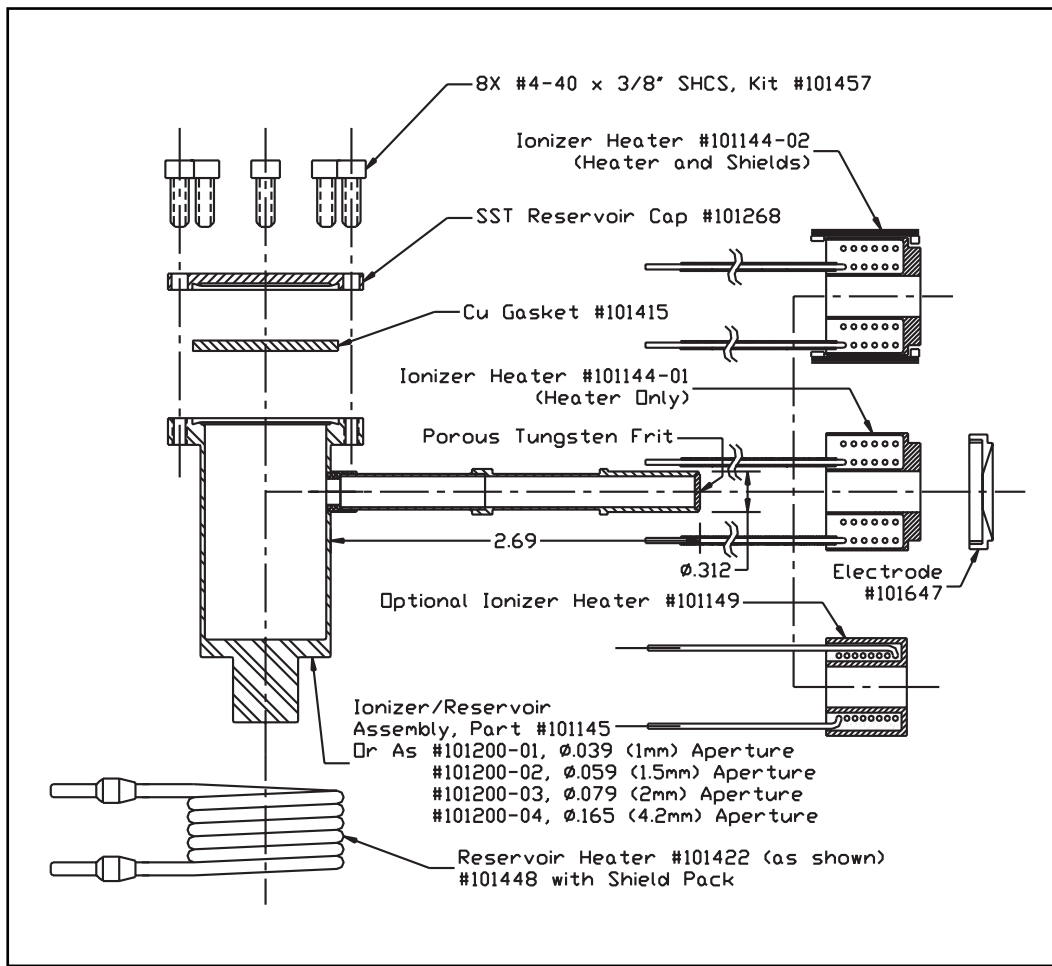 8X #4-40 x 3/8" SHCS, Kit #101457
Ionizer Heater #101144-02
(Heater and Shields)
SST Reservoir Cap #101268
Cu Gasket #101415
Ionizer Heater #101144-01
(Heater Only)
Porous Tungsten Frit
2.69
Ø.312
Electrode
#101647
Optional Ionizer Heater #101149
Ionizer/Reservoir
Assembly, Part #101145
Or As #101200-01, Ø.039 (1mm) Aperture
#101200-02, Ø.059 (1.5mm) Aperture
#101200-03, Ø.079 (2mm) Aperture
#101200-04, Ø.165 (4.2mm) Aperture
Reservoir Heater #101422 (as shown)
#101448 with Shield Pack